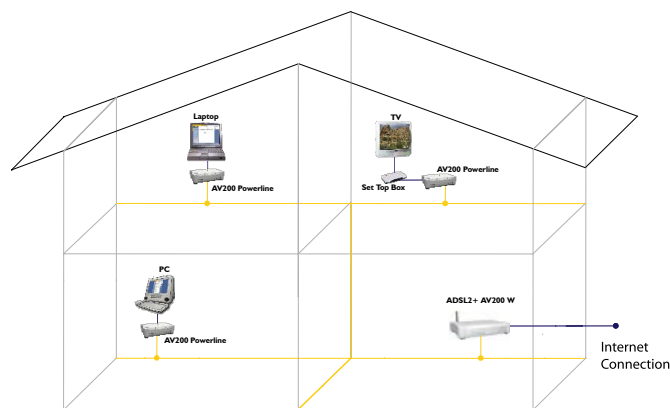 Laptop
TV
AV200 Powerline
AV200 Powerline
Set Top Box
PC
ADSL2+ AV200 W
AV200 Powerline
Internet
Connection